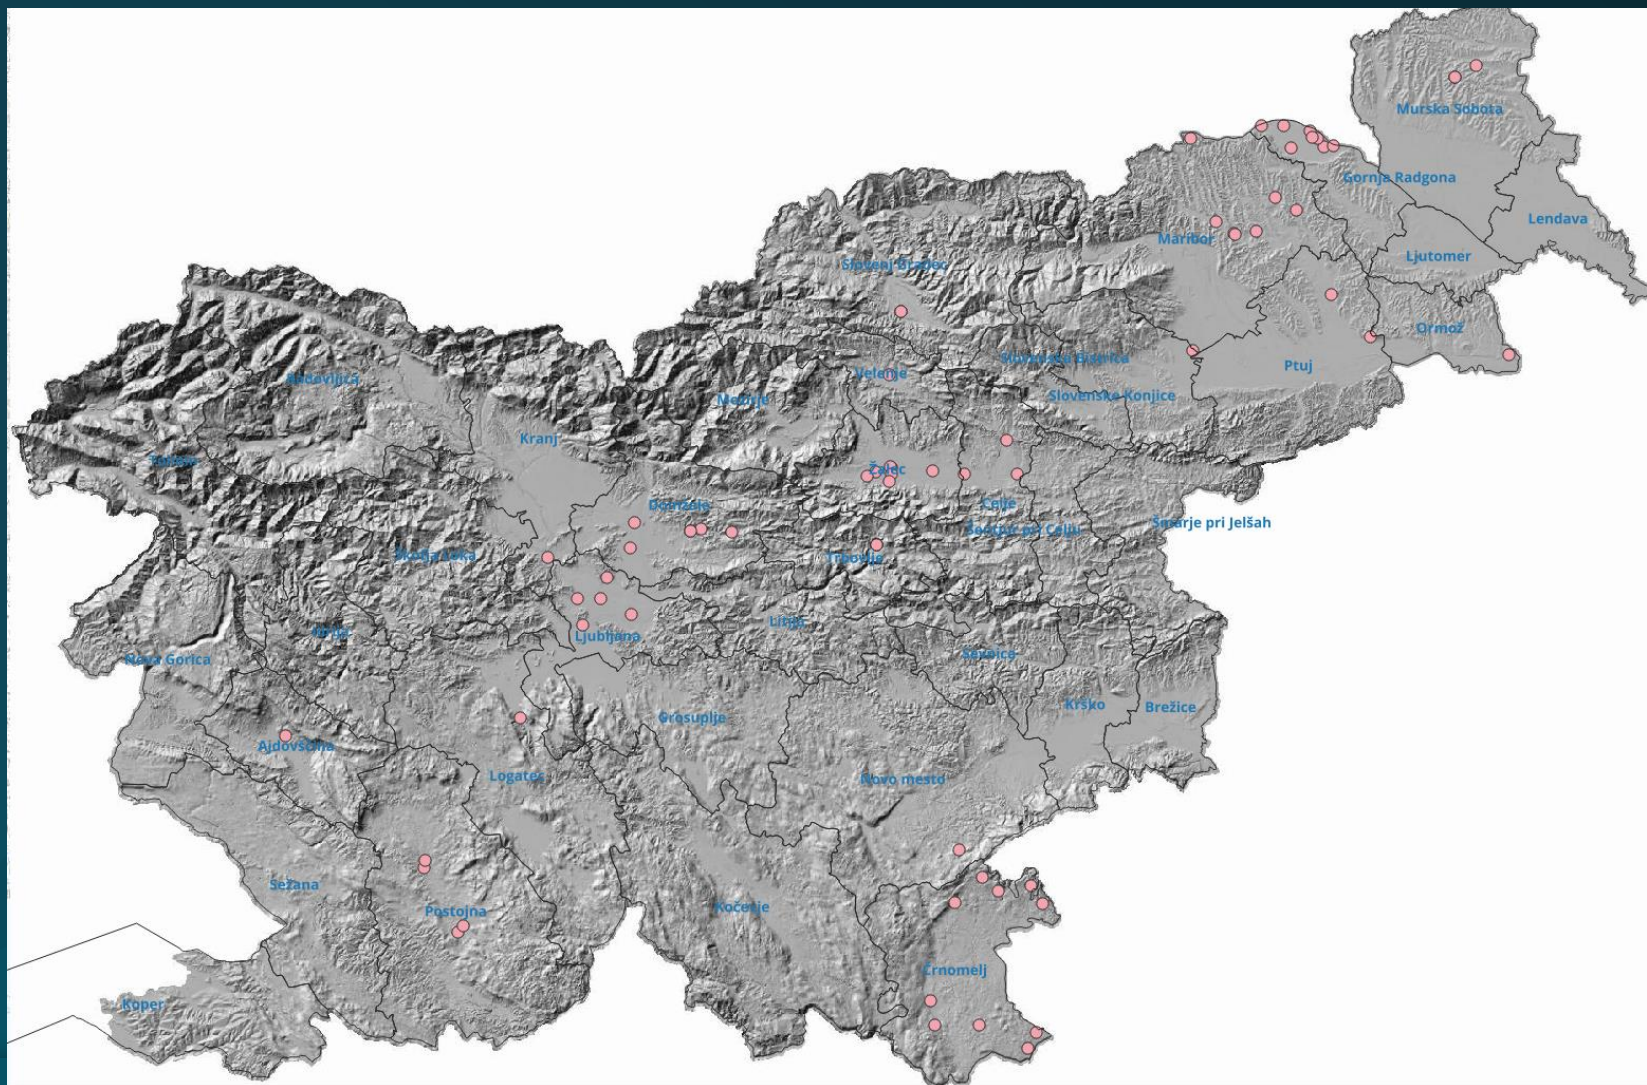 Murska Sobota
Gornja Radgona
Lendava
Maribor
Ljutomer
Slovenj Gradec
Ormož
Slovenska Bistrica
Ptuj
Velenje
Radovljica
Slovenske Konjice
Mozirje
Kranj
Tolmin
Žalec
Domžale
Celje
Šmarje pri Jelšah
Šentjur pri Celju
Škofja Loka
Trbovlje
Litija
Idrija
Ljubljana
Sevnica
Nova Gorica
Krško
Brežice
Grosuplje
Ajdovščina
Logatec
Novo mesto
Sežana
Kočevje
Postojna
Črnomelj
Koper